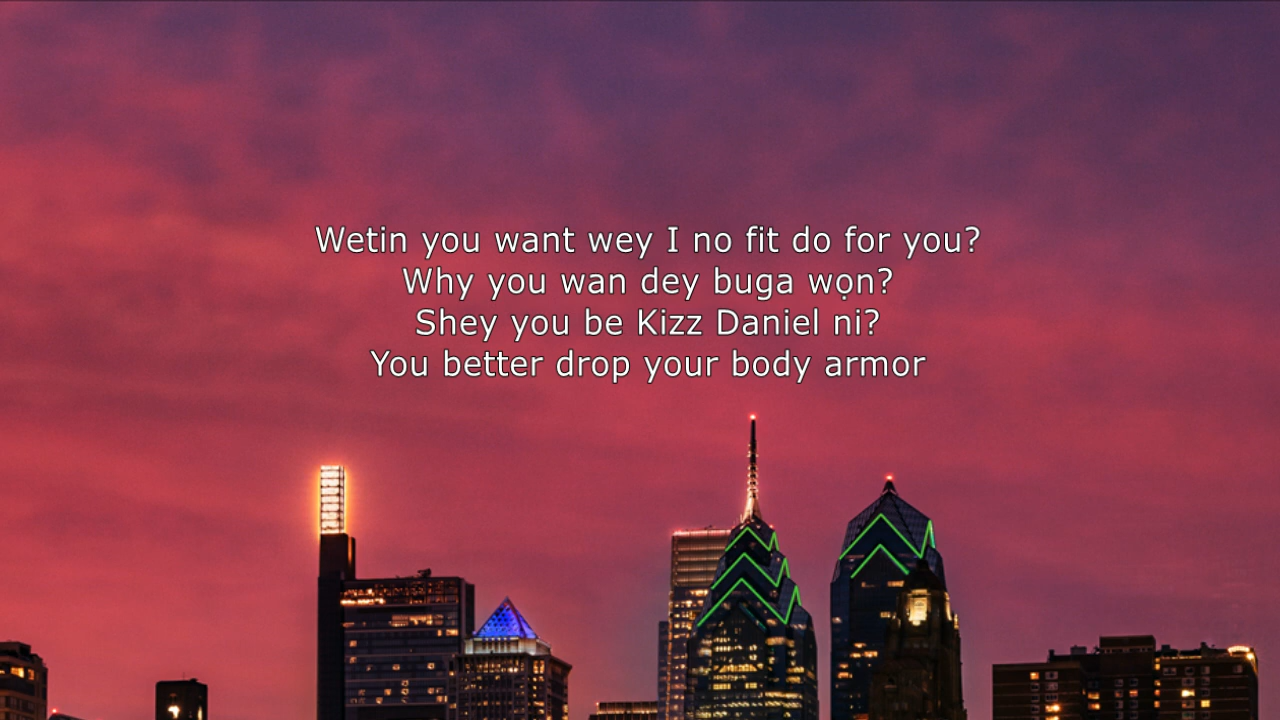 Wetin you want wey I no fit do for you?
Why you wan dey buga wọn?
Shey you be Kizz Daniel ni?
You better drop your body armor